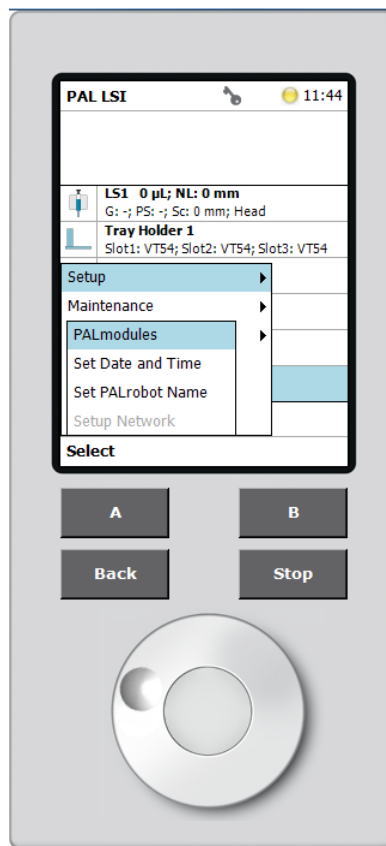 PAL LSI 11:44
LS1 0 µL; NL: 0 mm
G: -; PS: -; Sc: 0 mm; Head
Tray Holder 1
Slot1: VT54; Slot2: VT54; Slot3: VT54
Setup
Maintenance
PALmodules
Set Date and Time
Set PALrobot Name
Setup Network
Select
A B
Back Stop